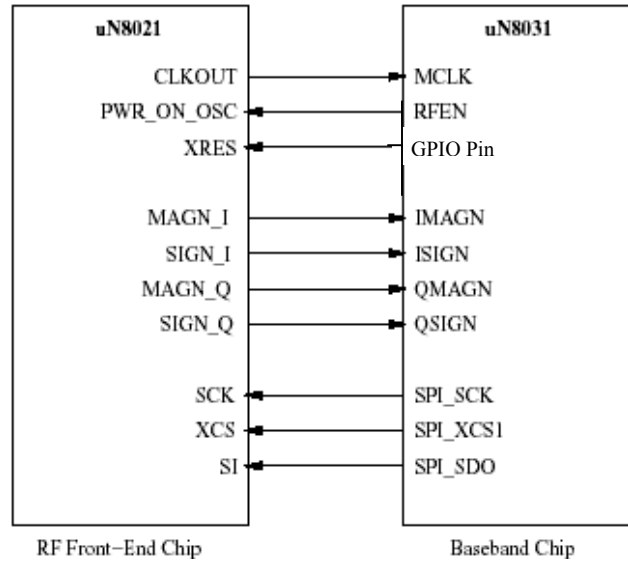 uN8021 uN8031
CLKOUT MCLK
PWR_ON_OSC RFEN
XRES GPIO Pin
MAGN_I IMAGN
SIGN_I ISIGN
MAGN_Q QMAGN
SIGN_Q QSIGN
SCK SPI_SCK
XCS SPI_XCS1
SI SPI_SDO
RF Front−End Chip Baseband Chip